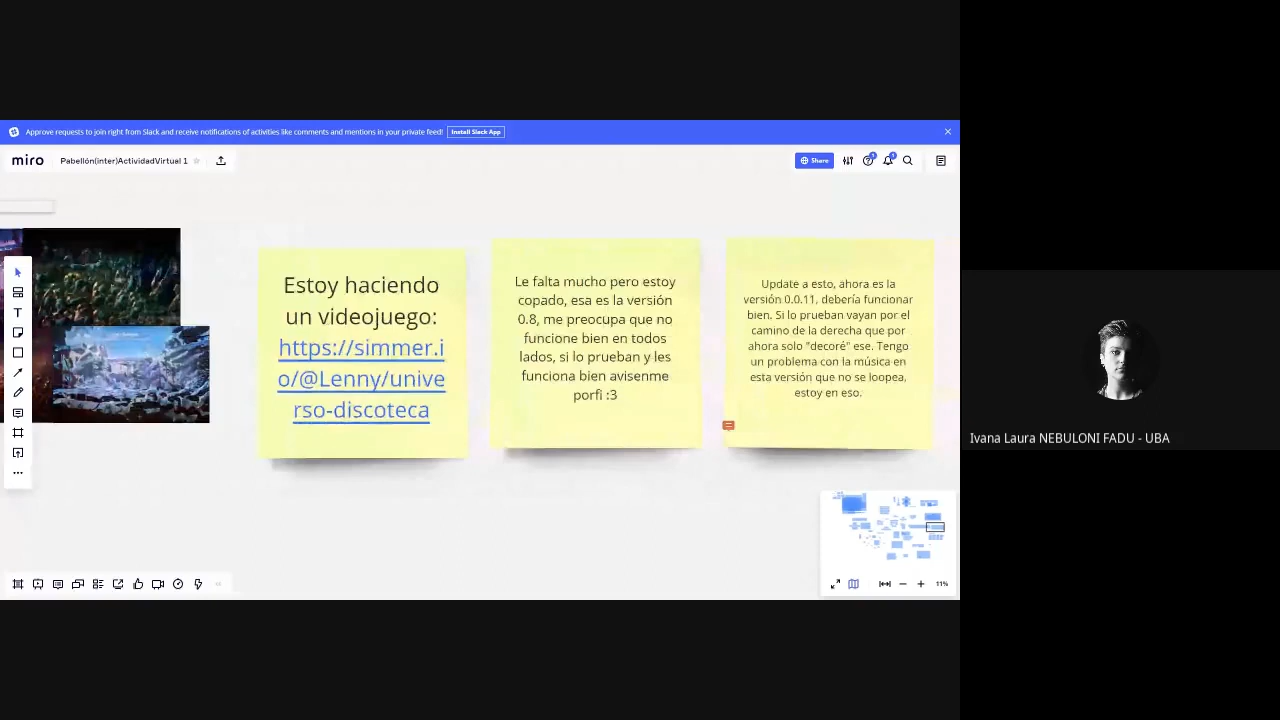 Approve requests to join right from Slack and receive notifications of activities like comments and mentions in your private feed! Install Slack App
miro Pabellón(inter)ActividadVirtual 1
Share
Estoy haciendo
un videojuego:
https://simmer.i
o/@Lenny/unive
rso-discoteca
Le falta mucho pero estoy
copado, esa es la versión
0.8, me preocupa que no
funcione bien en todos
lados, si lo prueban y les
funciona bien avisenme
porfi :3
Update a esto, ahora es la
versión 0.0.11, debería funcionar
bien. Si lo prueban vayan por el
camino de la derecha que por
ahora solo "decoré" ese. Tengo
un problema con la música en
esta versión que no se loopea,
estoy en eso.
Ivana Laura NEBULONI FADU - UBA
11%